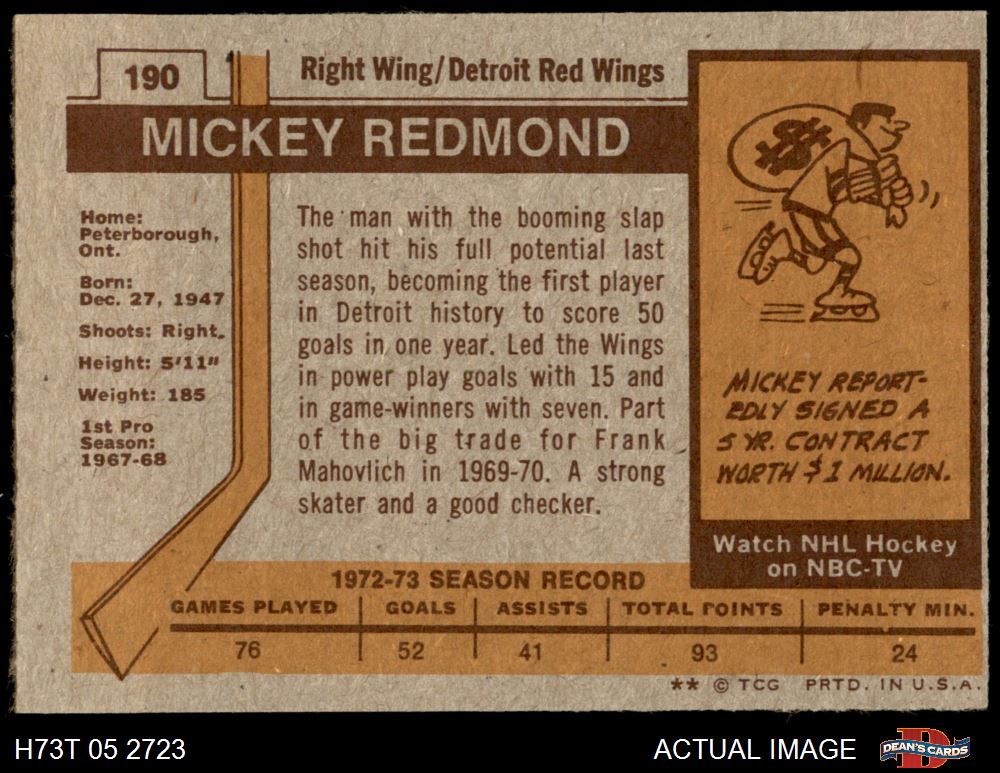 190
Right Wing/Detroit Red Wings
MICKEY REDMOND
Home:
Peterborough,
Ont.
Born:
Dec. 27, 1947
Shoots: Right.
Height: 5'11"
Weight: 185
1st Pro
Season:
1967-68
The man with the booming slap
shot hit his full potential last
season, becoming the first player
in Detroit history to score 50
goals in one year. Led the Wings
in power play goals with 15 and
in game-winners with seven. Part
of the big trade for Frank
Mahovlich in 1969-70. A strong
skater and a good checker.
$
MICKEY REPORT-
EDLY SIGNED A
5 YR. CONTRACT
WORTH $1 MILLION.
Watch NHL Hockey
on NBC-TV
1972-73 SEASON RECORD
GAMES PLAYED GOALS ASSISTS TOTAL POINTS PENALTY MIN.
76 52 41 93 24
** © TCG PRTD. IN U.S.A.
H73T 05 2723 ACTUAL IMAGE
D
DEAN'S CARDS